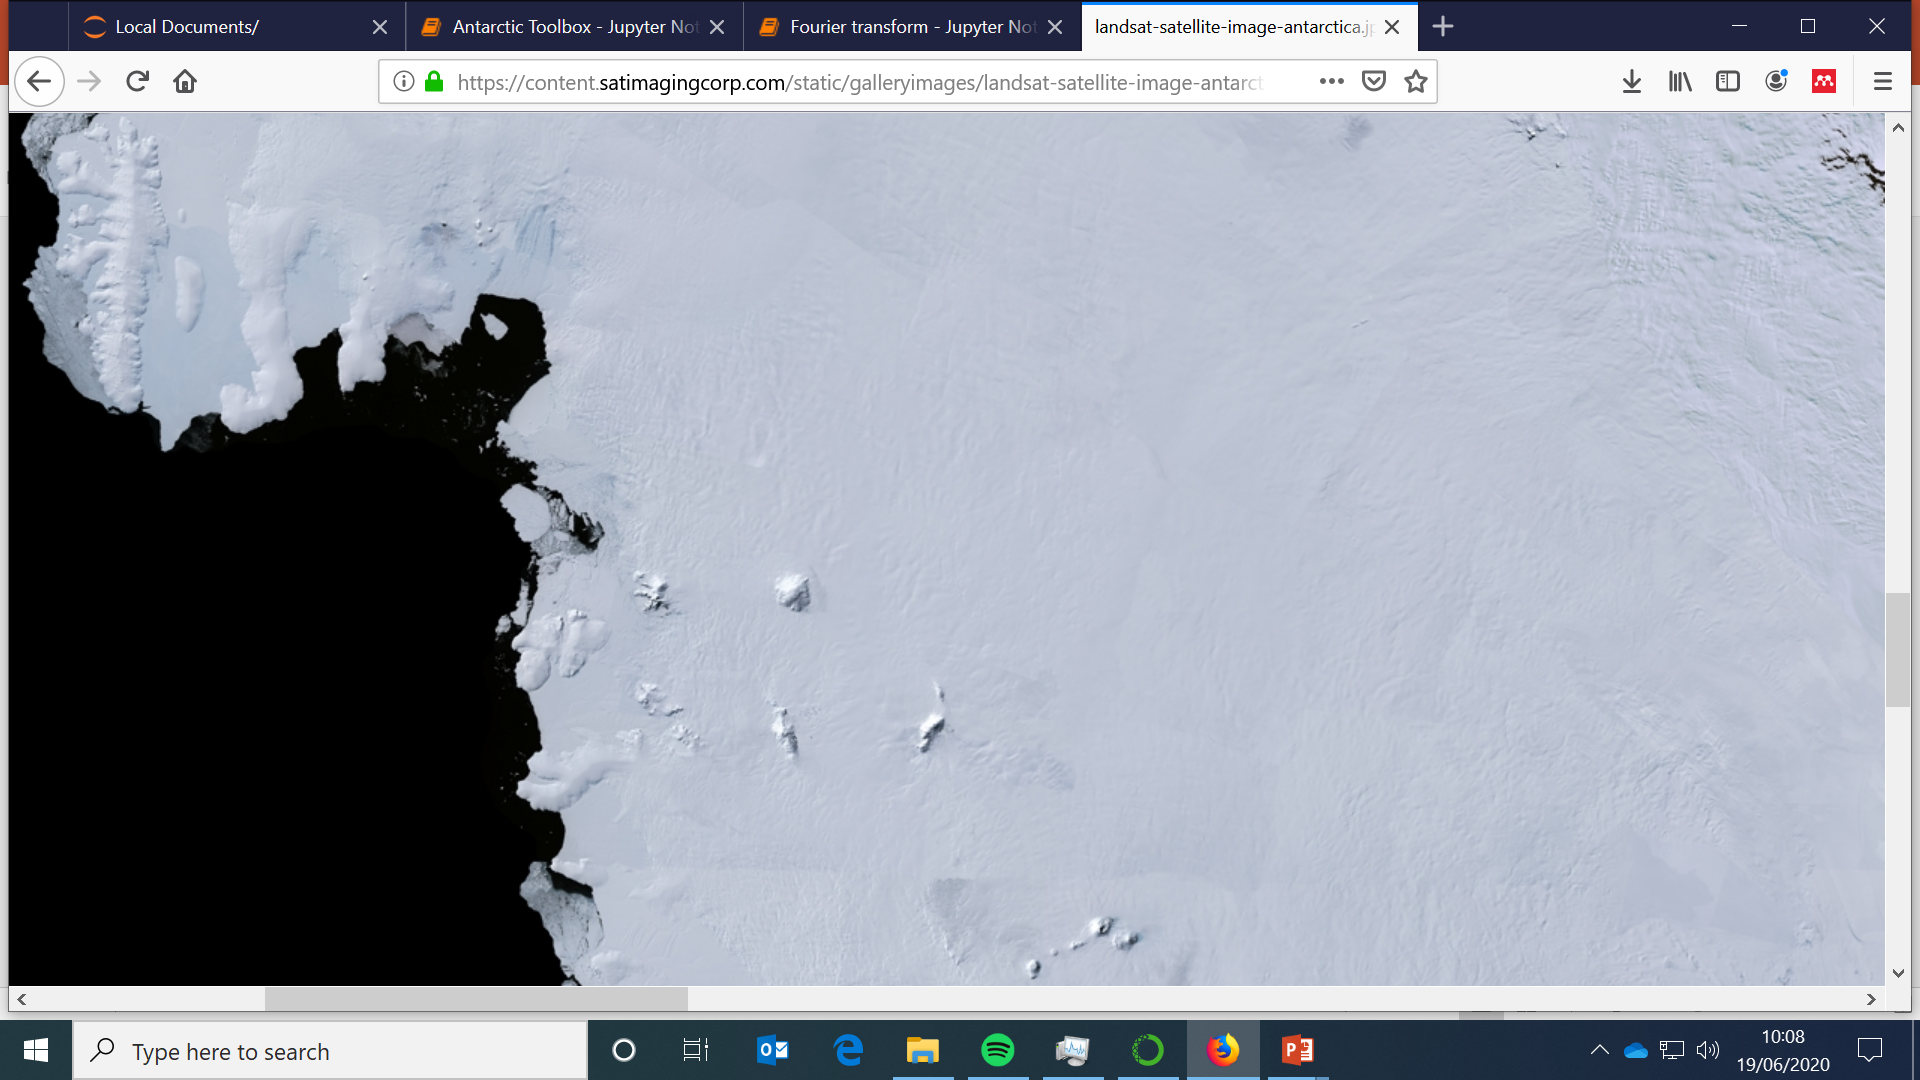 Local Documents/
Antarctic Toolbox - Jupyter Not
Fourier transform - Jupyter Not
landsat-satellite-image-antarctica.jp
https://content.satimagingcorp.com/static/galleryimages/landsat-satellite-image-antarct
Type here to search
10:08
19/06/2020